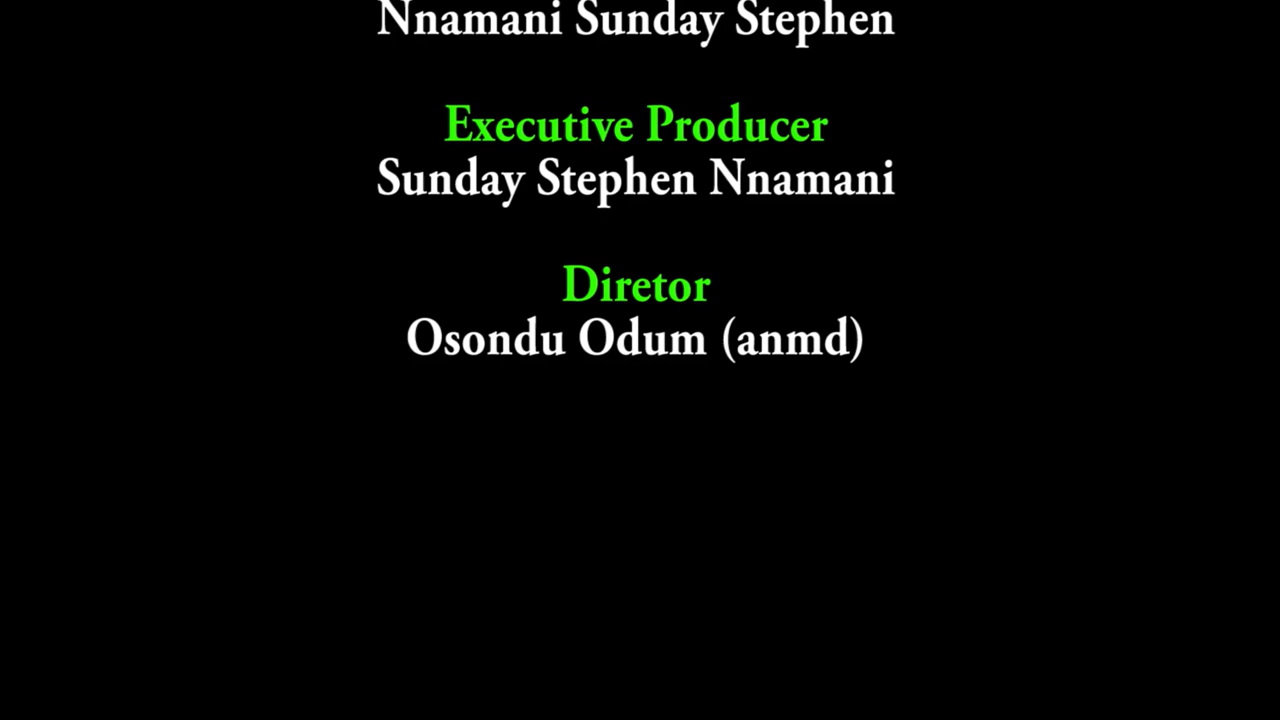 Nnamani Sunday Stephen
Executive Producer
Sunday Stephen Nnamani
Diretor
Osondu Odum (anmd)